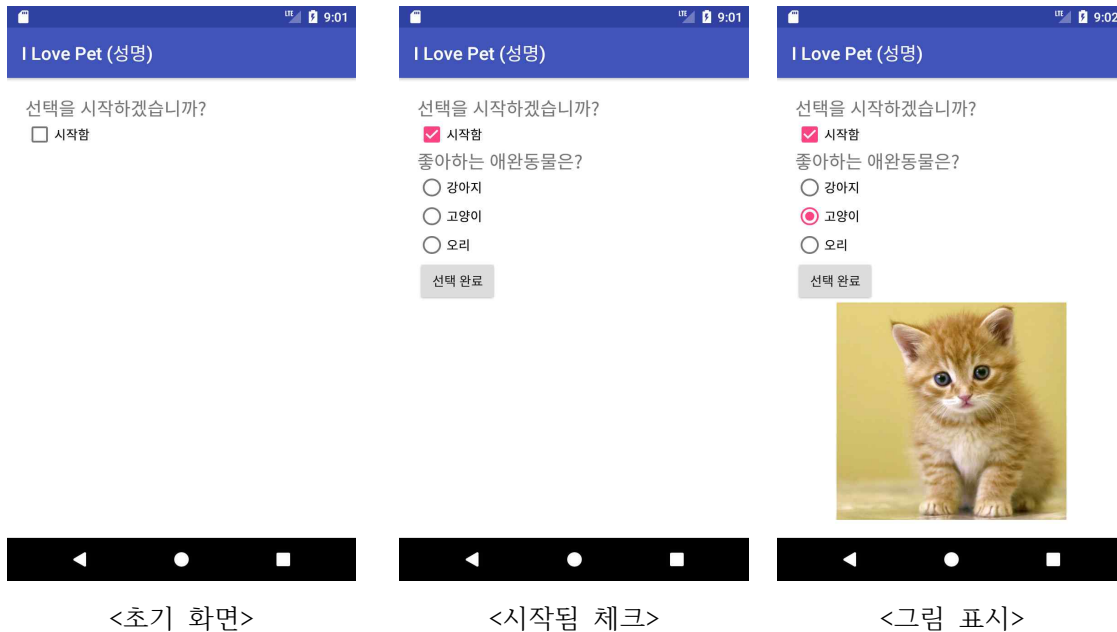 LTE 9:01
I Love Pet (성명)
선택을 시작하겠습니까?
시작함
<초기 화면>
LTE 9:01
I Love Pet (성명)
선택을 시작하겠습니까?
시작함
좋아하는 애완동물은?
강아지
고양이
오리
선택 완료
<시작됨 체크>
LTE 9:02
I Love Pet (성명)
선택을 시작하겠습니까?
시작함
좋아하는 애완동물은?
강아지
고양이
오리
선택 완료
<그림 표시>